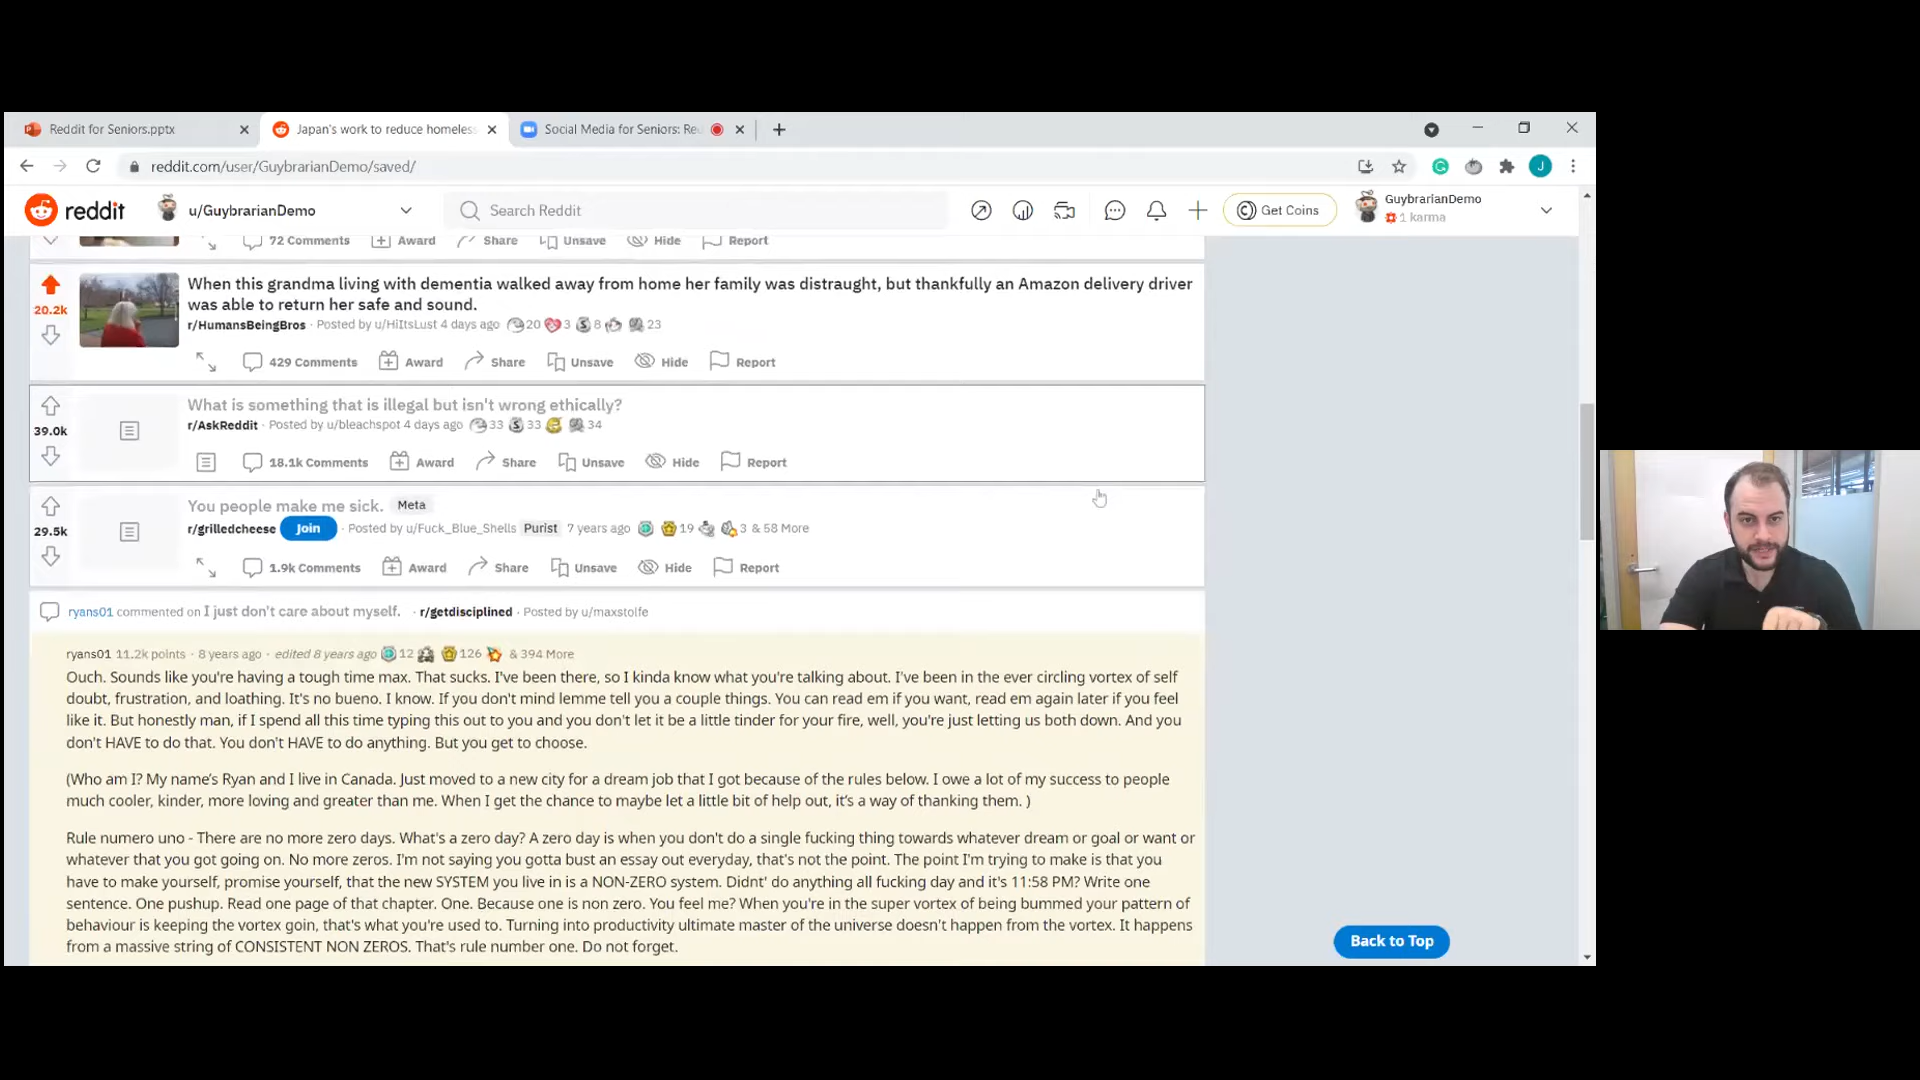 Reddit for Seniors.pptx
Japan's work to reduce homeless
Social Media for Seniors: Re
reddit.com/user/GuybrarianDemo/saved/
J
reddit
u/GuybrarianDemo
Search Reddit
Get Coins
GuybrarianDemo
1 karma
72 Comments Award Share Unsave Hide Report
When this grandma living with dementia walked away from home her family was distraught, but thankfully an Amazon delivery driver
was able to return her safe and sound.
20.2k
r/HumansBeingBros · Posted by u/HiItsLust 4 days ago 20 3 8 23
429 Comments Award Share Unsave Hide Report
What is something that is illegal but isn't wrong ethically?
39.0k
r/AskReddit · Posted by u/bleachspot 4 days ago 33 33 34
18.1k Comments Award Share Unsave Hide Report
You people make me sick. Meta
29.5k
r/grilledcheese Join · Posted by u/Fuck_Blue_Shells Purist 7 years ago 19 3 & 58 More
1.9k Comments Award Share Unsave Hide Report
ryans01 commented on I just don't care about myself. · r/getdisciplined · Posted by u/maxstolfe
ryans01 11.2k points · 8 years ago · edited 8 years ago 12 126 & 394 More
Ouch. Sounds like you're having a tough time max. That sucks. I've been there, so I kinda know what you're talking about. I've been in the ever circling vortex of self
doubt, frustration, and loathing. It's no bueno. I know. If you don't mind lemme tell you a couple things. You can read em if you want, read em again later if you feel
like it. But honestly man, if I spend all this time typing this out to you and you don't let it be a little tinder for your fire, well, you're just letting us both down. And you
don't HAVE to do that. You don't HAVE to do anything. But you get to choose.
(Who am I? My name's Ryan and I live in Canada. Just moved to a new city for a dream job that I got because of the rules below. I owe a lot of my success to people
much cooler, kinder, more loving and greater than me. When I get the chance to maybe let a little bit of help out, it's a way of thanking them. )
Rule numero uno - There are no more zero days. What's a zero day? A zero day is when you don't do a single fucking thing towards whatever dream or goal or want or
whatever that you got going on. No more zeros. I'm not saying you gotta bust an essay out everyday, that's not the point. The point I'm trying to make is that you
have to make yourself, promise yourself, that the new SYSTEM you live in is a NON-ZERO system. Didnt' do anything all fucking day and it's 11:58 PM? Write one
sentence. One pushup. Read one page of that chapter. One. Because one is non zero. You feel me? When you're in the super vortex of being bummed your pattern of
behaviour is keeping the vortex goin, that's what you're used to. Turning into productivity ultimate master of the universe doesn't happen from the vortex. It happens
from a massive string of CONSISTENT NON ZEROS. That's rule number one. Do not forget.
Back to Top